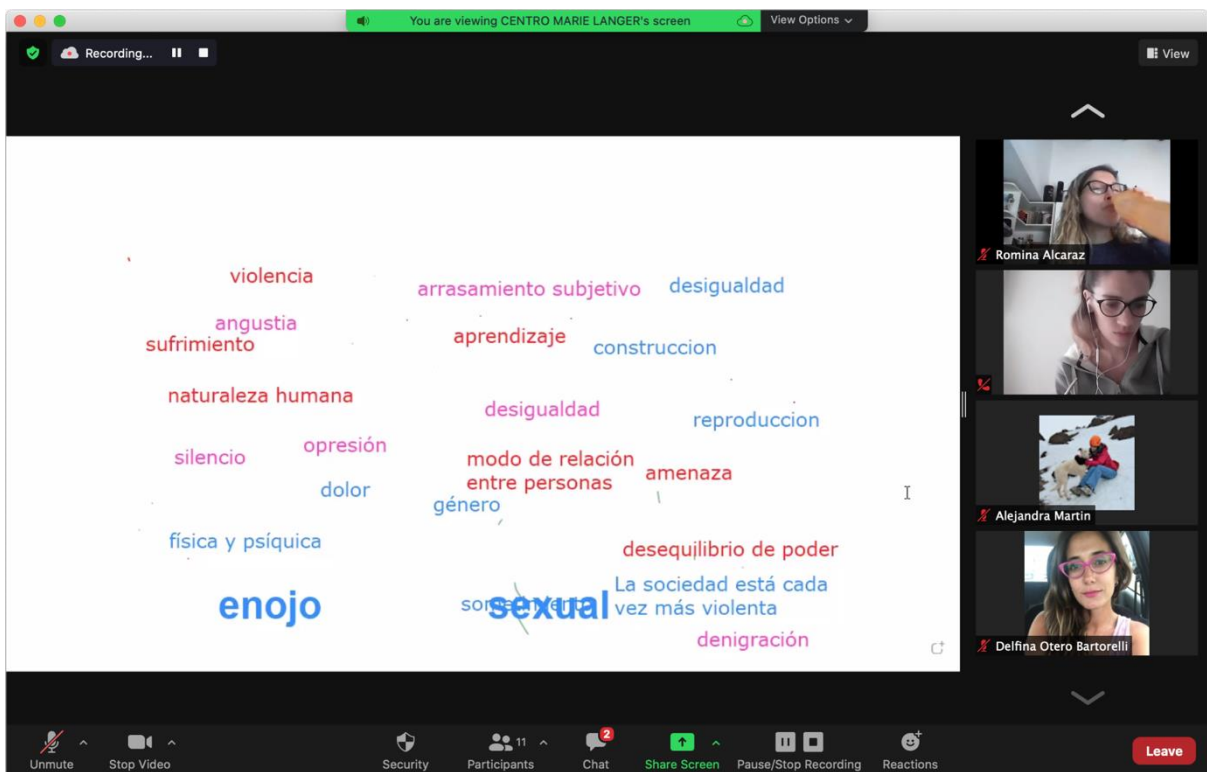 You are viewing CENTRO MARIE LANGER's screen
View Options
Recording...
View
violencia
arrasamiento subjetivo
desigualdad
angustia
sufrimiento
aprendizaje
construccion
naturaleza humana
desigualdad
reproduccion
silencio
opresión
modo de relación
entre personas
amenaza
dolor
género
física y psíquica
desequilibrio de poder
enojo
sexual
La sociedad está cada
vez más violenta
denigración
Romina Alcaraz
Alejandra Martin
Delfina Otero Bartorelli
Unmute
Stop Video
Security
11
Participants
2
Chat
Share Screen
Pause/Stop Recording
Reactions
Leave